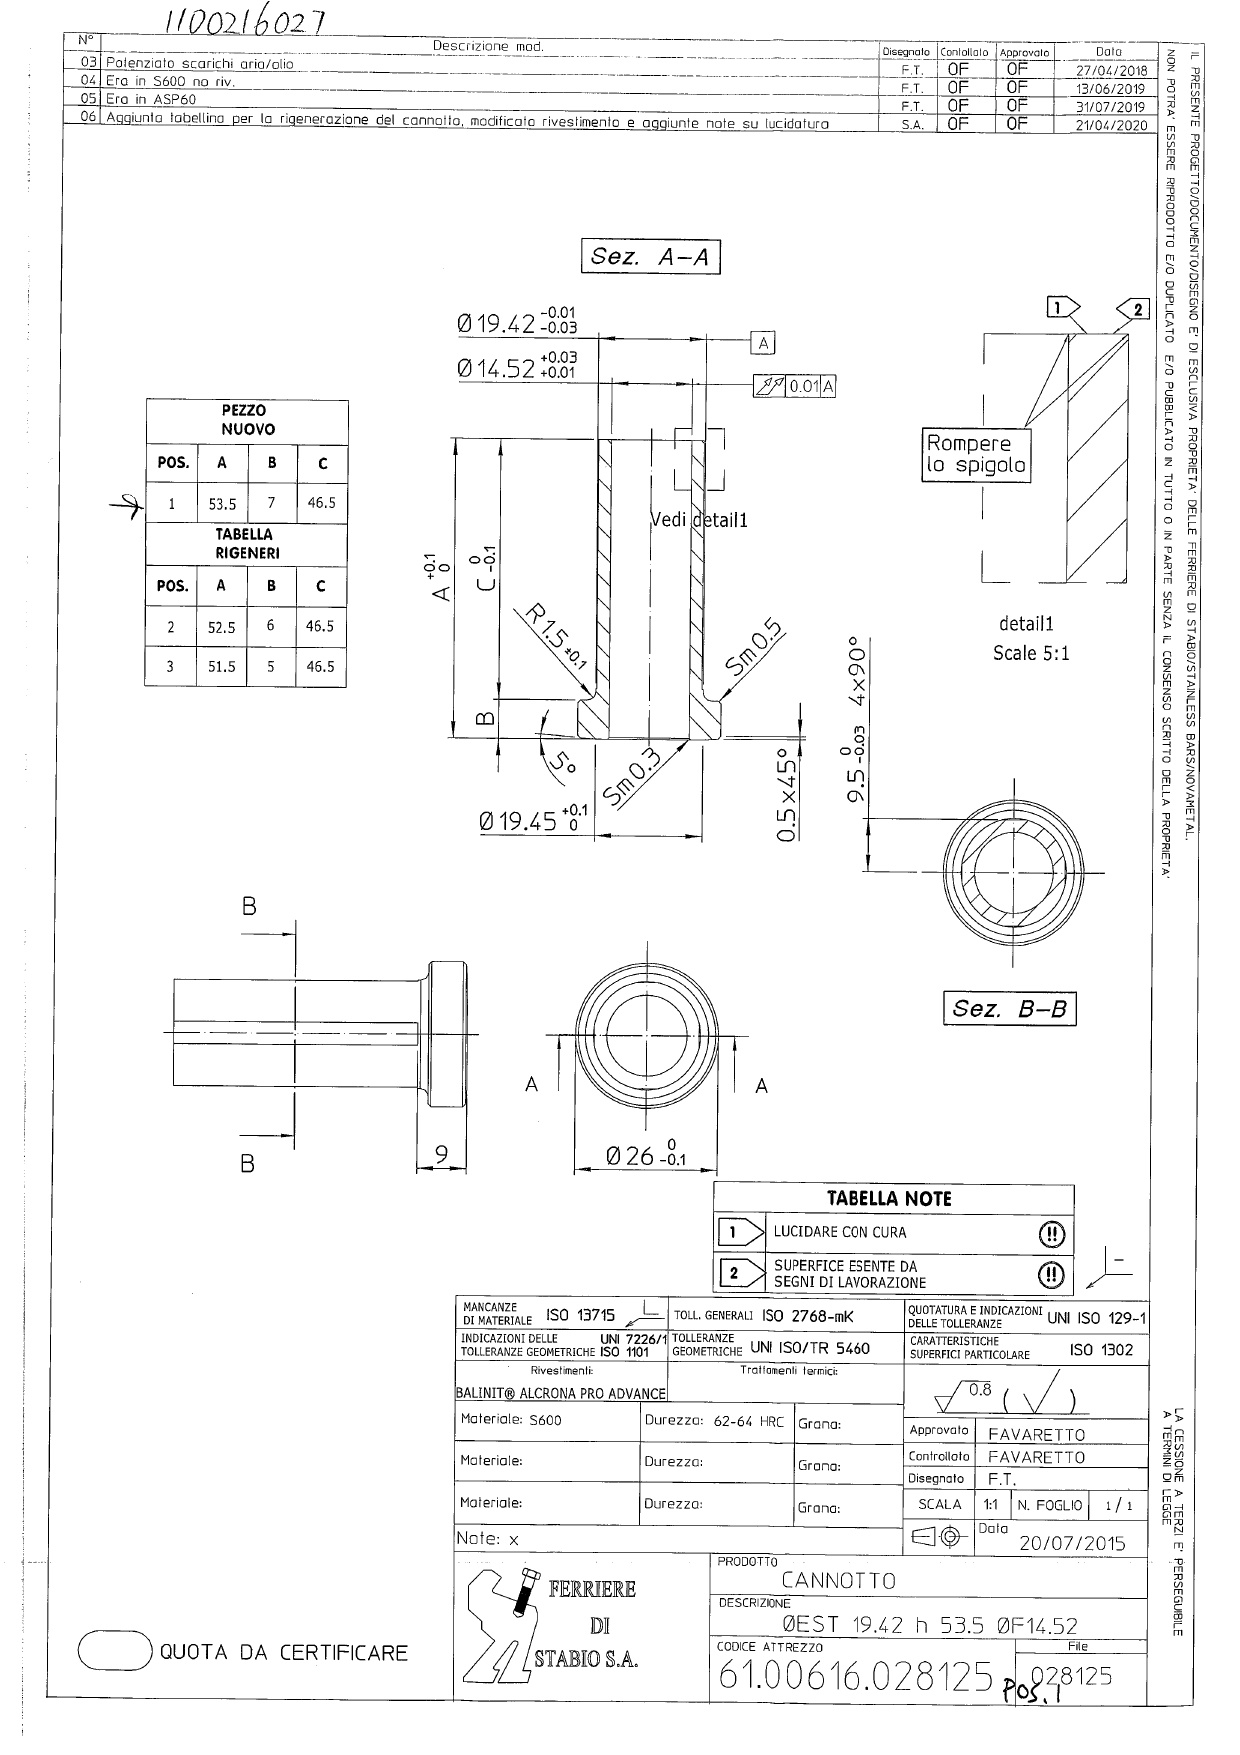 1100216027
N° Descrizione mod. Disegnato Contollato Approvato Data
03 Potenziato scarichi aria/olio F.T. OF OF 27/04/2018
04 Era in S600 no riv. F.T. OF OF 13/06/2019
05 Era in ASP60 F.T. OF OF 31/07/2019
06 Aggiunta tabellina per la rigenerazione del cannotto, modificato rivestimento e aggiunte note su lucidatura S.A. OF OF 21/04/2020
IL PRESENTE PROGETTO/DOCUMENTO/DISEGNO E' DI ESCLUSIVA PROPRIETA' DELLE FERRIERE DI STABIO/STAINLESS BARS/NOVAMETAL.
NON POTRA' ESSERE RIPRODOTTO E/O DUPLICATO E/O PUBBLICATO IN TUTTO O IN PARTE SENZA IL CONSENSO SCRITTO DELLA PROPRIETA'
Sez. A-A
Ø19.42 -0.01 -0.03
A
Ø14.52 +0.03 +0.01
0.01 A
1 2
Rompere
lo spigolo
Vedi detail1
detail1
Scale 5:1
PEZZO
NUOVO
POS. A B C
1 53.5 7 46.5
TABELLA
RIGENERI
POS. A B C
2 52.5 6 46.5
3 51.5 5 46.5
A +0.1 0
C 0 -0.1
R1.5 ±0.1
Sm0.5
B
5°
Sm0.3
0.5x45°
Ø19.45 +0.1 0
9.5 0 -0.03 4x90°
Sez. B-B
B
B
9
A
A
Ø26 0 -0.1
TABELLA NOTE
1 LUCIDARE CON CURA !!
2 SUPERFICE ESENTE DA
SEGNI DI LAVORAZIONE !!
MANCANZE
DI MATERIALE ISO 13715
TOLL. GENERALI ISO 2768-mK
QUOTATURA E INDICAZIONI
DELLE TOLLERANZE UNI ISO 129-1
INDICAZIONI DELLE UNI 7226/1
TOLLERANZE GEOMETRICHE ISO 1101
TOLLERANZE
GEOMETRICHE UNI ISO/TR 5460
CARATTERISTICHE
SUPERFICI PARTICOLARE ISO 1302
Rivestimenti: Trattamenti termici:
BALINIT® ALCRONA PRO ADVANCE
0.8 ( )
Materiale: S600 Durezza: 62-64 HRC Grana:
Materiale: Durezza: Grana:
Materiale: Durezza: Grana:
Note: x
Approvato FAVARETTO
Controllato FAVARETTO
Disegnato F.T.
SCALA 1:1 N. FOGLIO 1/1
Data 20/07/2015
LA CESSIONE A TERZI E' PERSEGUIBILE
A TERMINI DI LEGGE
FERRIERE
DI
STABIO S.A.
PRODOTTO
CANNOTTO
DESCRIZIONE
ØEST 19.42 h 53.5 ØF14.52
CODICE ATTREZZO File
61.00616.028125 028125
POS.1
QUOTA DA CERTIFICARE